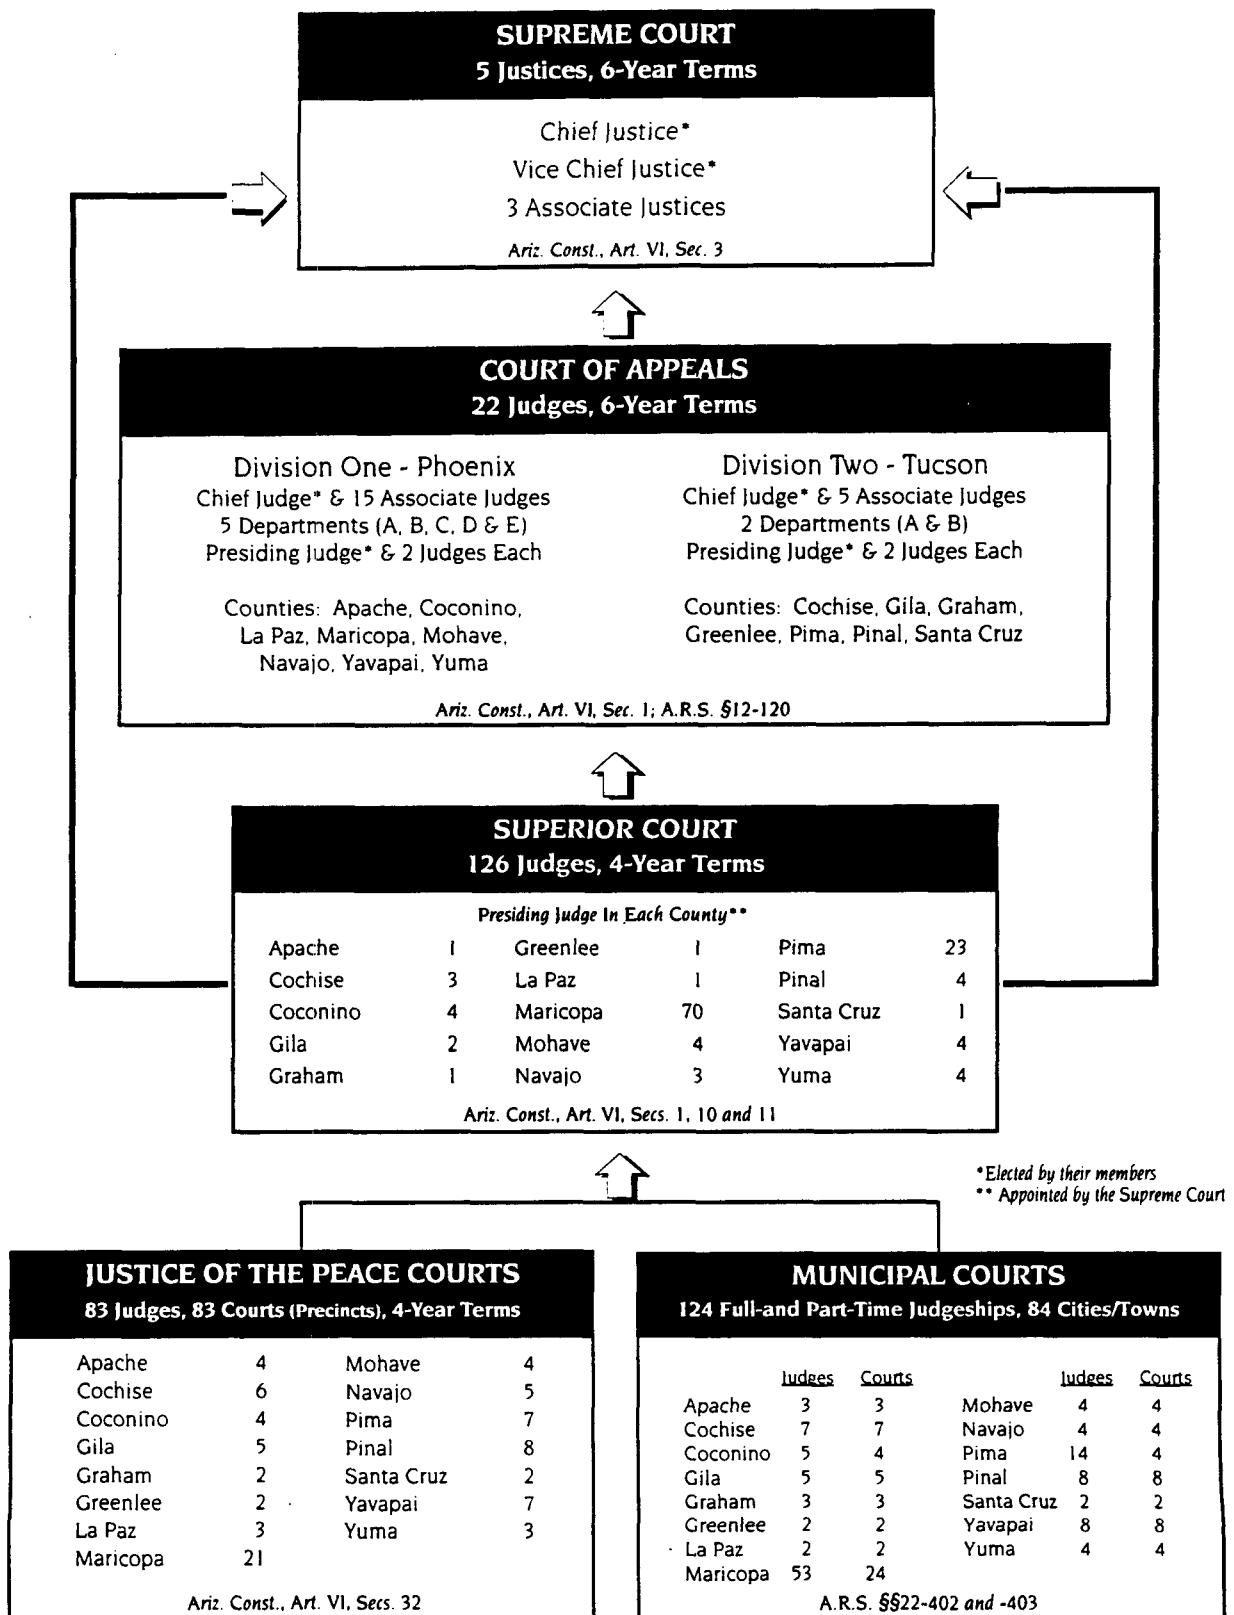 SUPREME COURT
5 Justices, 6-Year Terms
Chief Justice*
Vice Chief Justice*
3 Associate Justices
Ariz. Const., Art. VI, Sec. 3
COURT OF APPEALS
22 Judges, 6-Year Terms
Division One - Phoenix
Chief Judge* & 15 Associate Judges
5 Departments (A, B, C, D & E)
Presiding Judge* & 2 Judges Each
Counties: Apache, Coconino,
La Paz, Maricopa, Mohave,
Navajo, Yavapai, Yuma
Division Two - Tucson
Chief Judge* & 5 Associate Judges
2 Departments (A & B)
Presiding Judge* & 2 Judges Each
Counties: Cochise, Gila, Graham,
Greenlee, Pima, Pinal, Santa Cruz
Ariz. Const., Art. VI, Sec. 1; A.R.S. §12-120
SUPERIOR COURT
126 Judges, 4-Year Terms
Presiding Judge In Each County**
Apache 1 Greenlee 1 Pima 23
Cochise 3 La Paz 1 Pinal 4
Coconino 4 Maricopa 70 Santa Cruz 1
Gila 2 Mohave 4 Yavapai 4
Graham 1 Navajo 3 Yuma 4
Ariz. Const., Art. VI, Secs. 1, 10 and 11
*Elected by their members
** Appointed by the Supreme Court
JUSTICE OF THE PEACE COURTS
83 Judges, 83 Courts (Precincts), 4-Year Terms
Apache 4 Mohave 4
Cochise 6 Navajo 5
Coconino 4 Pima 7
Gila 5 Pinal 8
Graham 2 Santa Cruz 2
Greenlee 2 Yavapai 7
La Paz 3 Yuma 3
Maricopa 21
Ariz. Const., Art. VI, Secs. 32
MUNICIPAL COURTS
124 Full-and Part-Time Judgeships, 84 Cities/Towns
Judges Courts Judges Courts
Apache 3 3 Mohave 4 4
Cochise 7 7 Navajo 4 4
Coconino 5 4 Pima 14 4
Gila 5 5 Pinal 8 8
Graham 3 3 Santa Cruz 2 2
Greenlee 2 2 Yavapai 8 8
La Paz 2 2 Yuma 4 4
Maricopa 53 24
A.R.S. §§22-402 and -403